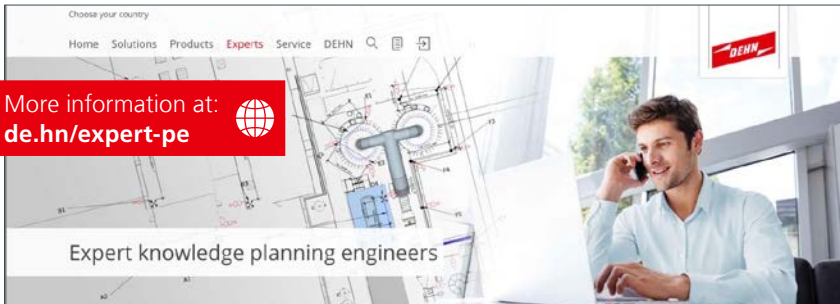 Choose your country
Home Solutions Products Experts Service DEHN
DEHN
More information at:
de.hn/expert-pe
Expert knowledge planning engineers